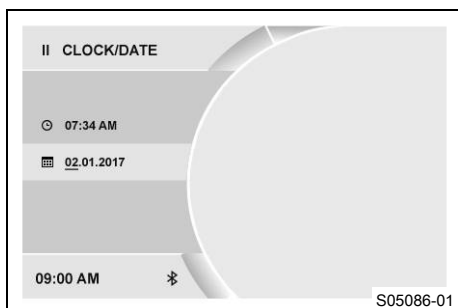 II CLOCK/DATE
07:34 AM
02.01.2017
09:00 AM
S05086-01